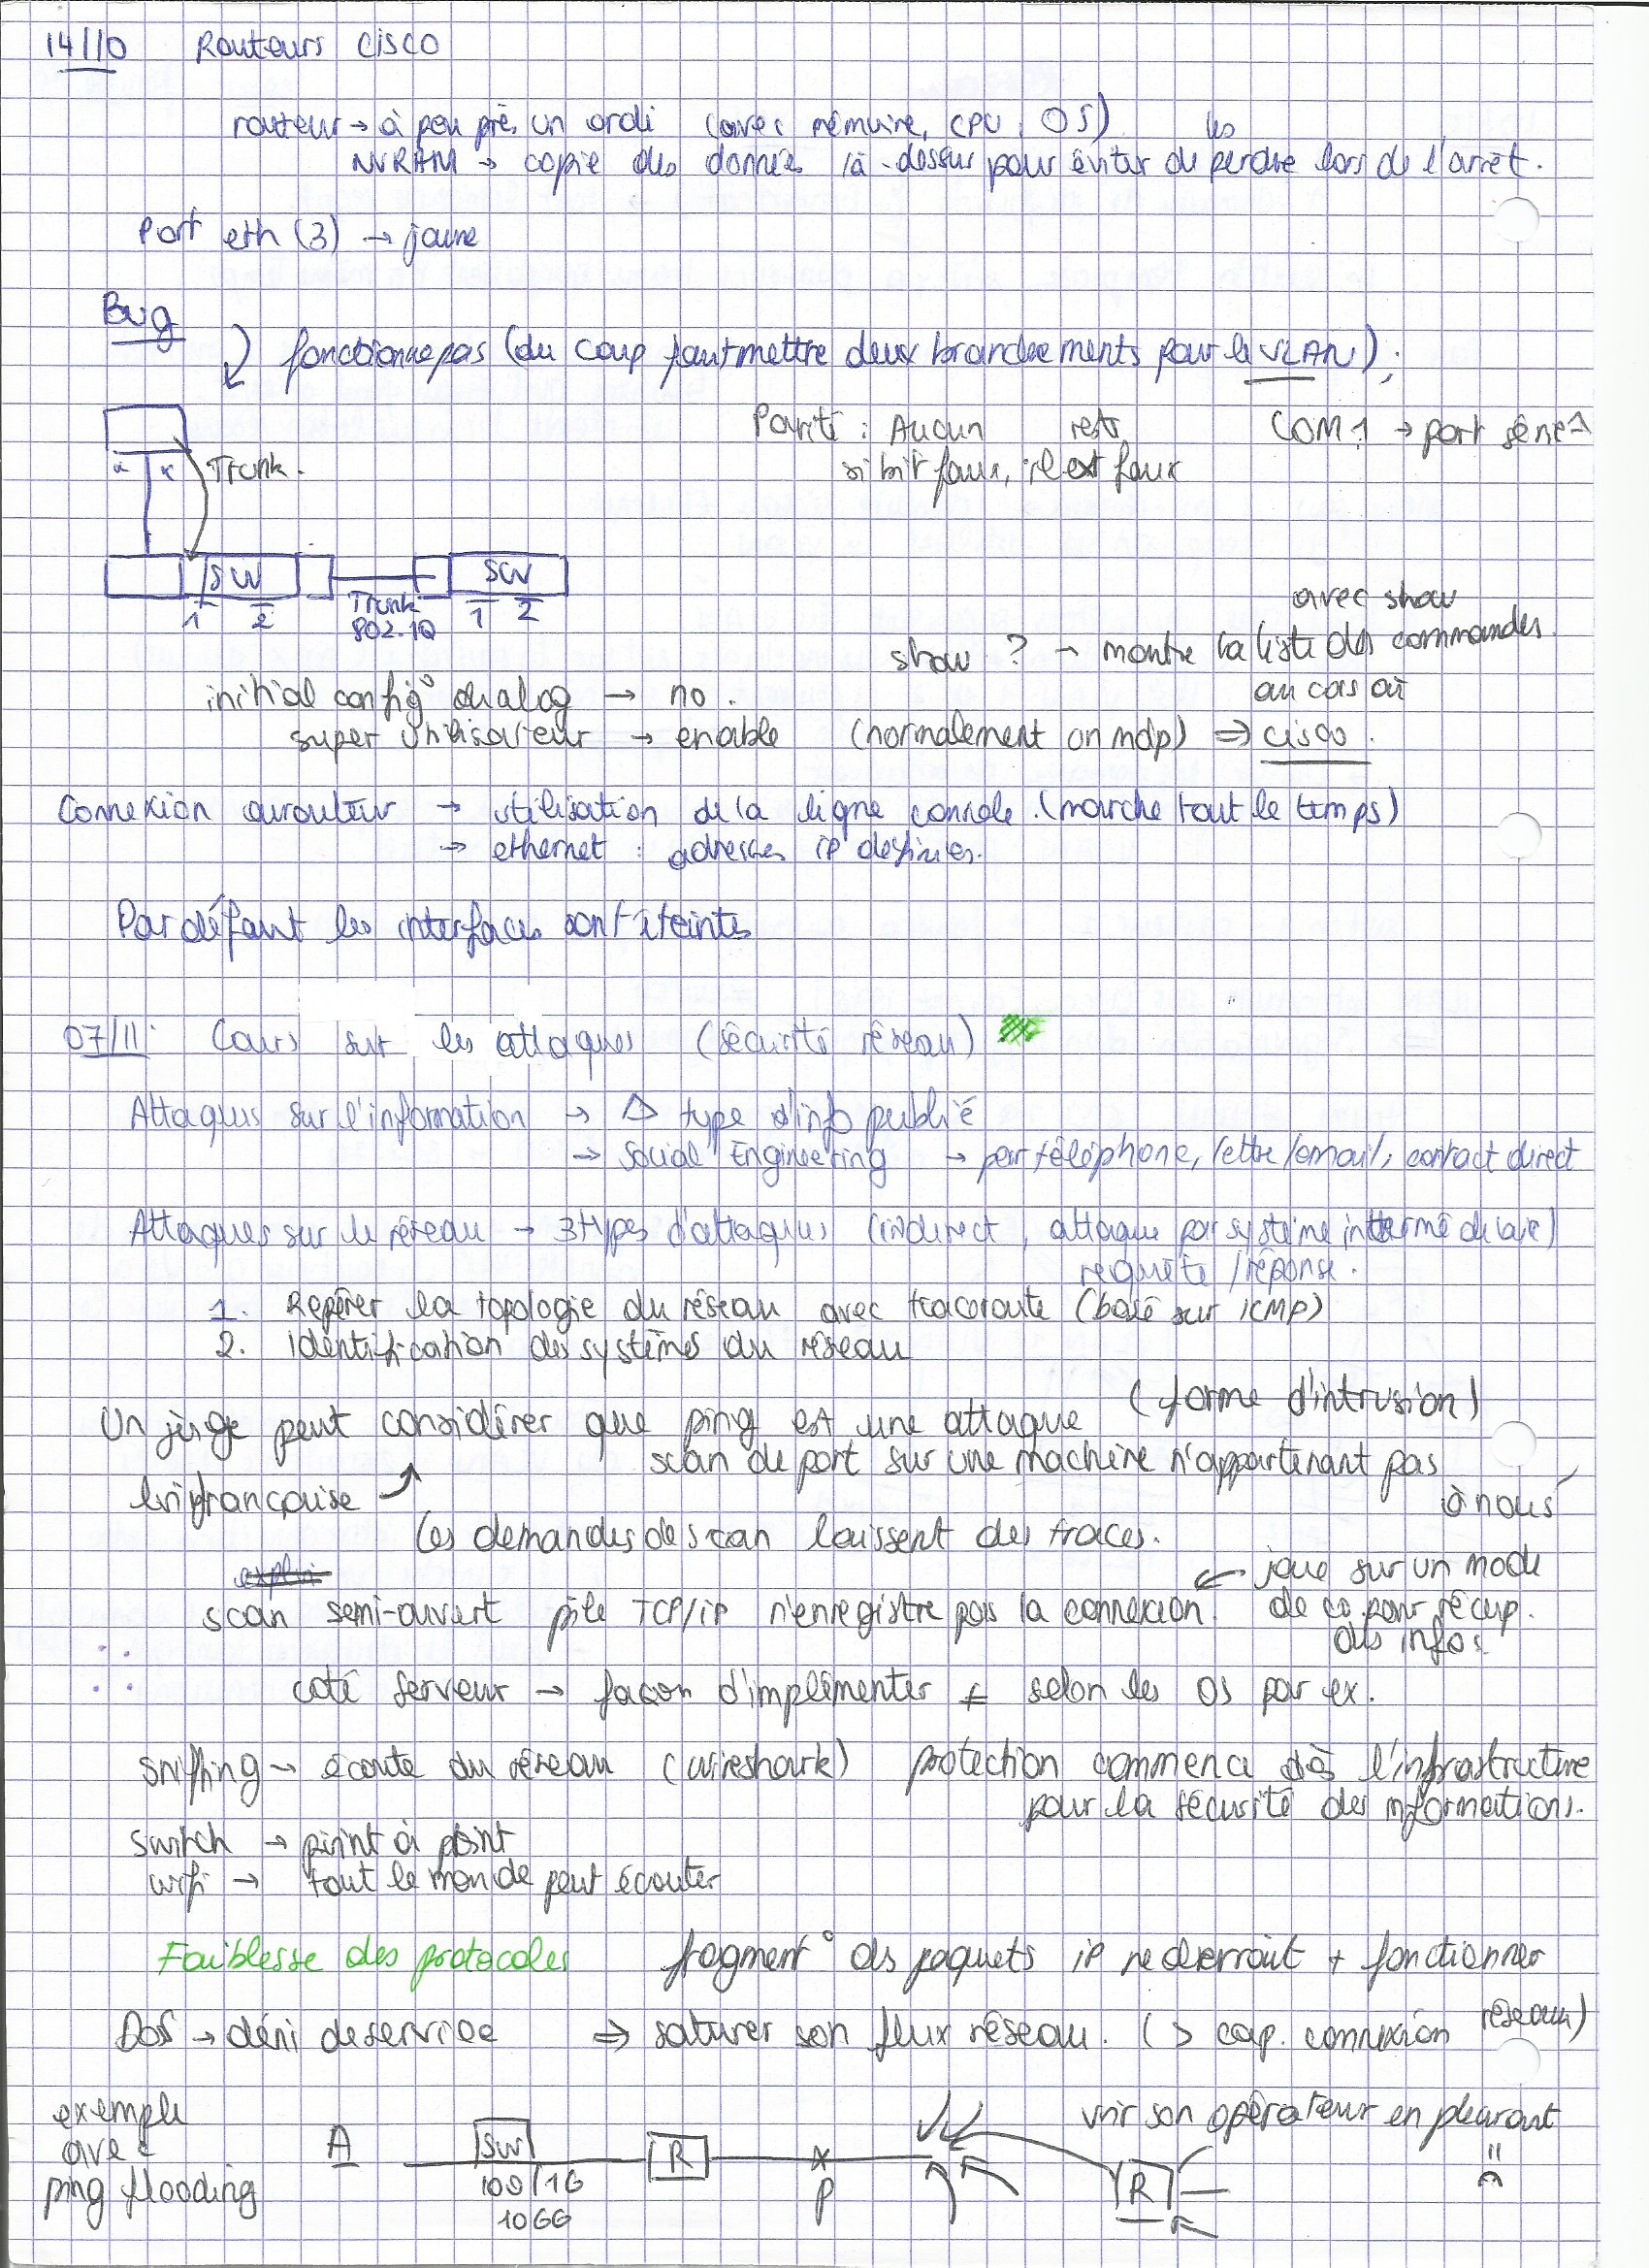 14/10 Routeurs CISCO
routeur → à peu près un ordi (avec mémoire, CPU, OS)
NVRAM → copie des données là-dessus pour éviter de les perdre lors de l'arrêt.
Port eth (3) → jaune
Bug
fonctionne pas (du coup faut mettre deux branchements pour le VLAN).
Parité : Aucun
si bit faux, il est faux
COM1 → port série
Trunk.
SW
SW
1 2
Trunk
802.1Q
1 2
show ? → montre la liste des commandes
avec show
au cas où
initial config° dialog → no.
super utilisateur → enable (normalement on mdp) ⇒ cisco.
Connexion au routeur → utilisation de la ligne console. (marche tout le temps)
→ ethernet : adresses ip définies.
Par défaut les interfaces sont éteintes
07/11 Cours sur les attaques (sécurité réseau)
Attaques sur l'information → △ type d'info publié
→ Social Engineering → par téléphone, lettre/email, contact direct
Attaques sur le réseau → 3 types d'attaques (indirect, attaque par système intermédiaire)
requête / réponse.
1. Repérer la topologie du réseau avec traceroute (basé sur ICMP)
2. Identification des systèmes du réseau
Un juge peut considérer que ping est une attaque (forme d'intrusion)
scan de port sur une machine n'appartenant pas
à nous
loi française
Les demandes de scan laissent des traces.
scan semi-ouvert pile TCP/IP n'enregistre pas la connexion. ← joue sur un mode
de co pour récup.
des infos.
coté serveur → façon d'implémenter ≠ selon les OS par ex.
sniffing → écoute du réseau (wireshark) protection commence dès l'infrastructure
pour la sécurité des informations.
switch → point à point
wifi → tout le monde peut écouter
Faiblesse des protocoles fragment° des paquets ip ne devrait + fonctionner
DoS → déni de service ⇒ saturer son flux réseau. (> cap. connexion réseau)
exemple
avec
ping flooding
A
SW
100/1G
10GG
R
P
R
voir son opérateur en pleurant